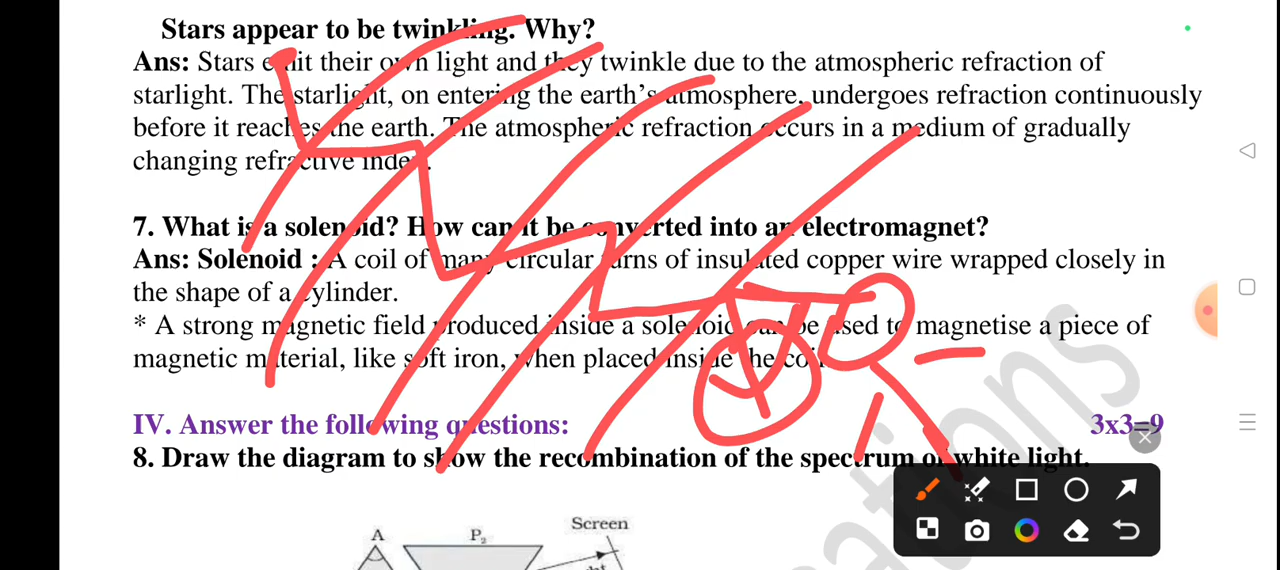 Stars appear to be twinkling. Why?
Ans: Stars emit their own light and they twinkle due to the atmospheric refraction of
starlight. The starlight, on entering the earth's atmosphere, undergoes refraction continuously
before it reaches the earth. The atmospheric refraction occurs in a medium of gradually
changing refractive index.
7. What is a solenoid? How can it be converted into an electromagnet?
Ans: Solenoid : A coil of many circular turns of insulated copper wire wrapped closely in
the shape of a cylinder.
* A strong magnetic field produced inside a solenoid can be used to magnetise a piece of
magnetic material, like soft iron, when placed inside the coil.
IV. Answer the following questions: 3x3=9
8. Draw the diagram to show the recombination of the spectrum of white light.
Screen
A P₂